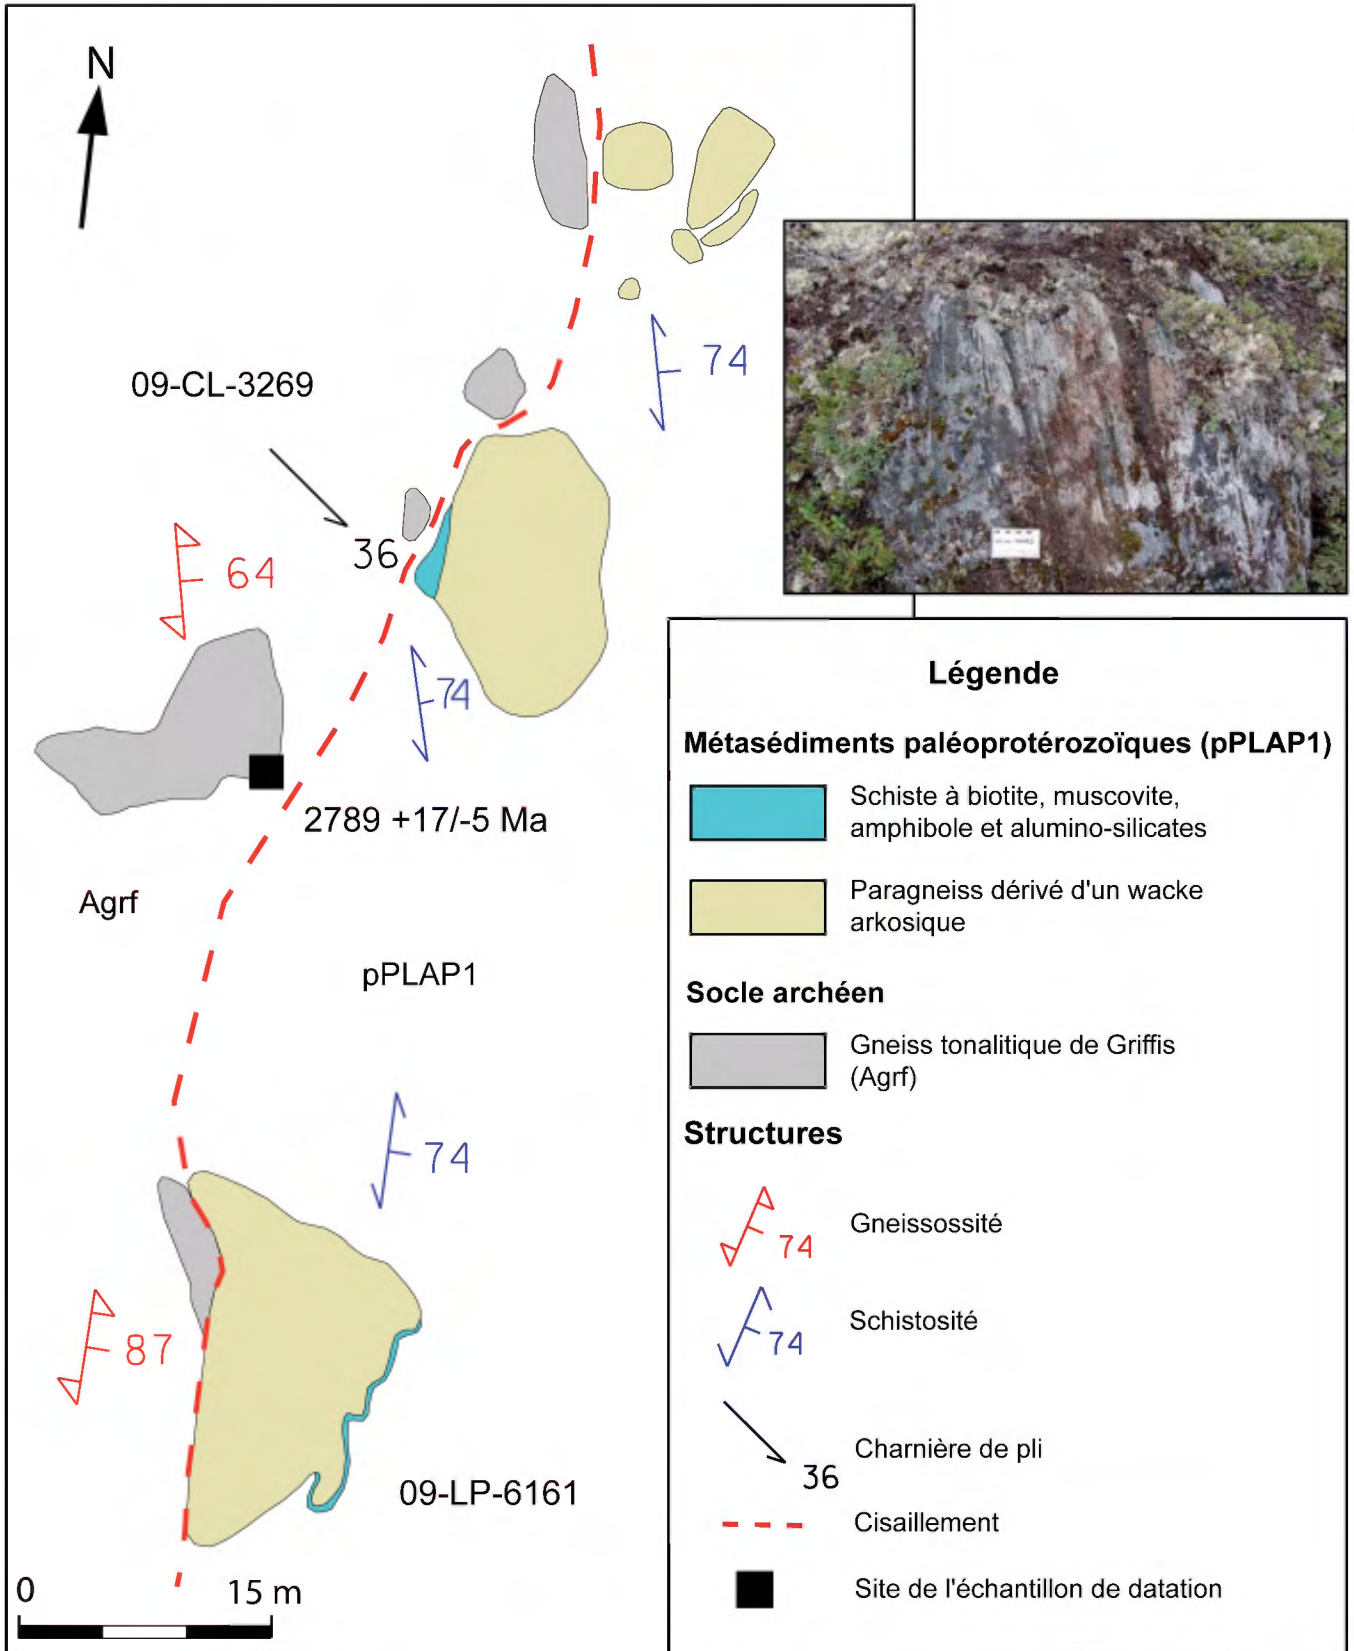 N
74
09-CL-3269
36
64
74
2789 +17/-5 Ma
Agrf
pPLAP1
74
87
09-LP-6161
0 15 m
Légende
Métasédiments paléoprotérozoïques (pPLAP1)
Schiste à biotite, muscovite,
amphibole et alumino-silicates
Paragneiss dérivé d'un wacke
arkosique
Socle archéen
Gneiss tonalitique de Griffis
(Agrf)
Structures
74
Gneissossité
74
Schistosité
36
Charnière de pli
Cisaillement
Site de l'échantillon de datation